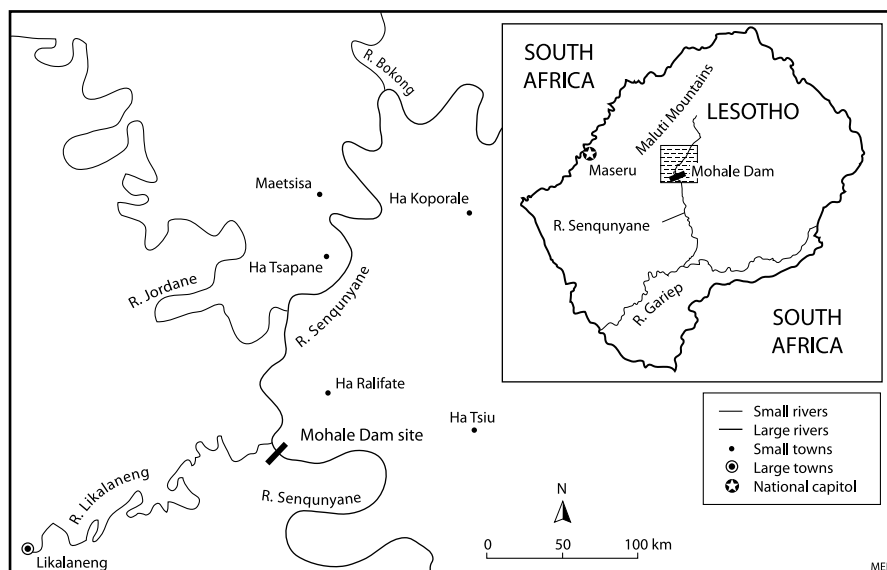 R. Bokong
Maetsisa
Ha Koporale
Ha Tsapane
R. Jordane
R. Senqunyane
Ha Ralifate
Ha Tsiu
Mohale Dam site
R. Likalaneng
R. Senqunyane
Likalaneng
N
0 50 100 km
SOUTH
AFRICA
Maluti Mountains
LESOTHO
Maseru
Mohale Dam
R. Senqunyane
R. Gariep
SOUTH
AFRICA
Small rivers
Large rivers
Small towns
Large towns
National capitol